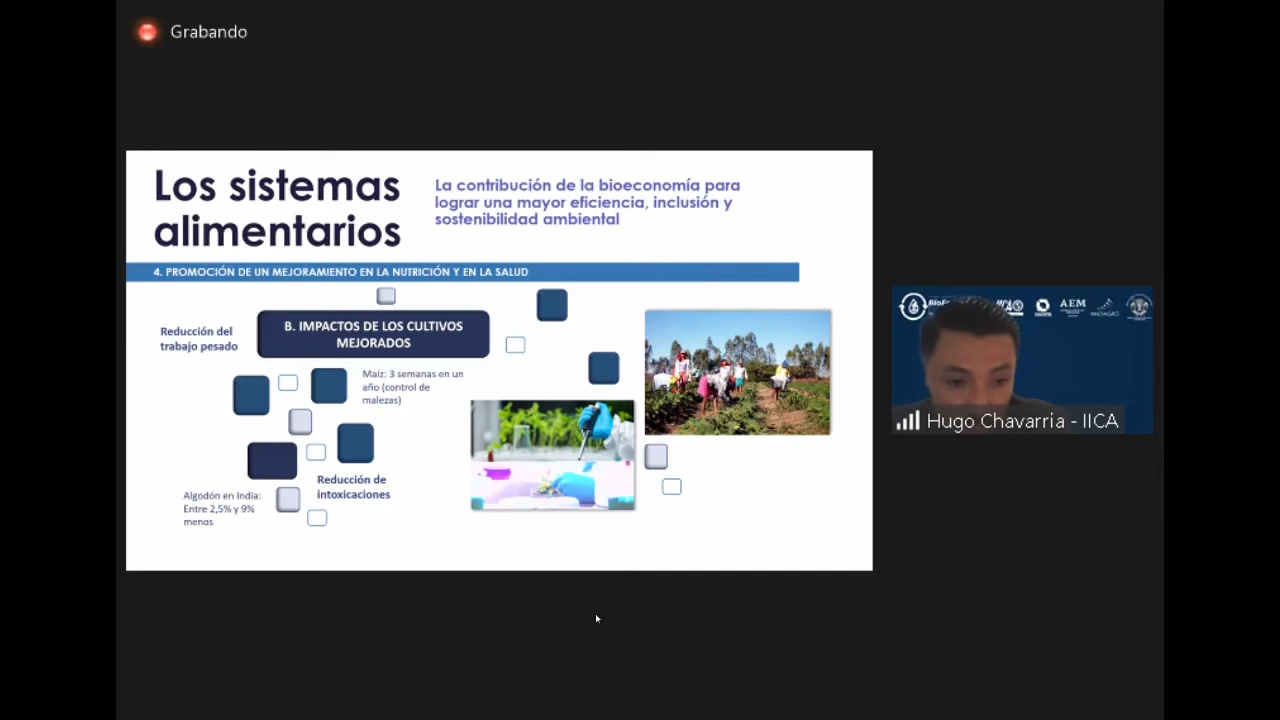 Grabando
Los sistemas
alimentarios
La contribución de la bioeconomía para
lograr una mayor eficiencia, inclusión y
sostenibilidad ambiental
4. PROMOCIÓN DE UN MEJORAMIENTO EN LA NUTRICIÓN Y EN LA SALUD
Reducción del
trabajo pesado
B. IMPACTOS DE LOS CULTIVOS
MEJORADOS
Maíz: 3 semanas en un
año (control de
malezas)
Reducción de
intoxicaciones
Algodón en India:
Entre 2,5% y 9%
menos
AEM
INNOVAGRO
Hugo Chavarria - IICA